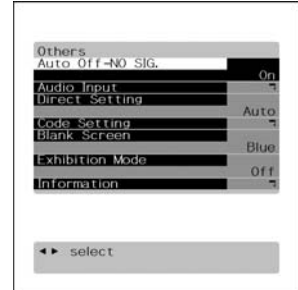 Others
Auto Off-NO SIG.
On
Audio Input
Direct Setting
Auto
Code Setting
Blank Screen
Blue
Exhibition Mode
Off
Information
◄► select